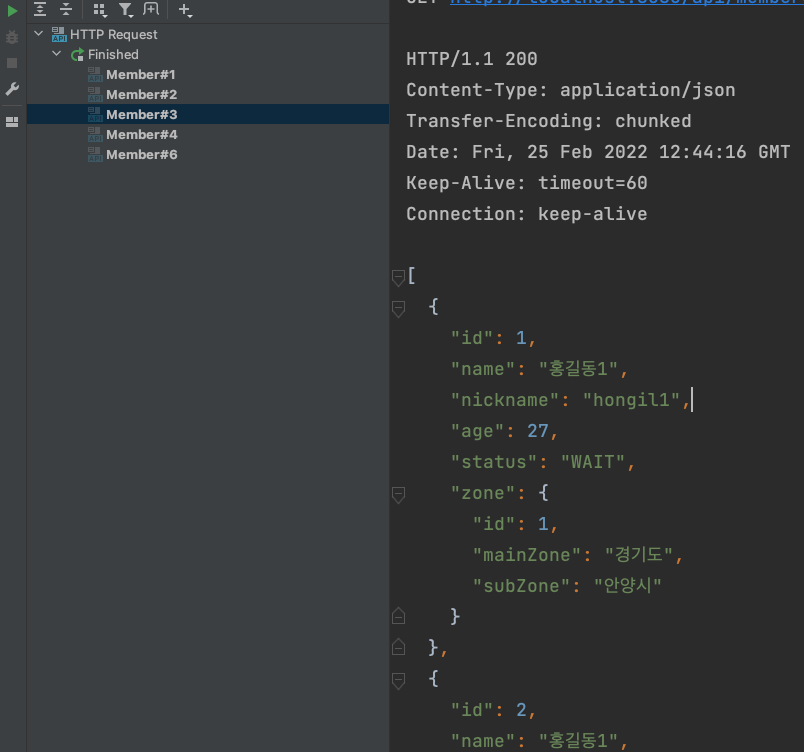 HTTP Request
Finished
Member#1
Member#2
Member#3
Member#4
Member#6
HTTP/1.1 200
Content-Type: application/json
Transfer-Encoding: chunked
Date: Fri, 25 Feb 2022 12:44:16 GMT
Keep-Alive: timeout=60
Connection: keep-alive
[
{
"id": 1,
"name": "홍길동1",
"nickname": "hongil1",
"age": 27,
"status": "WAIT",
"zone": {
"id": 1,
"mainZone": "경기도",
"subZone": "안양시"
}
},
{
"id": 2,
"name": "홍길동1",